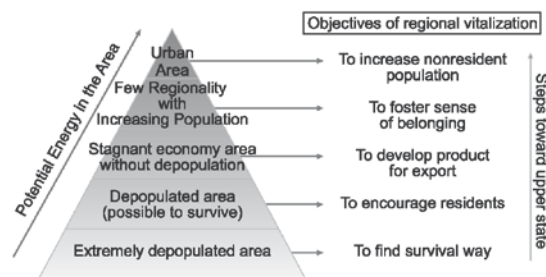 Objectives of regional vitalization
Potential Energy in the Area
Urban
Area
Few Regionality
with
Increasing Population
Stagnant economy area
without depopulation
Depopulated area
(possible to survive)
Extremely depopulated area
To increase nonresident
population
To foster sense
of belonging
To develop product
for export
To encourage residents
To find survival way
Steps toward upper
state